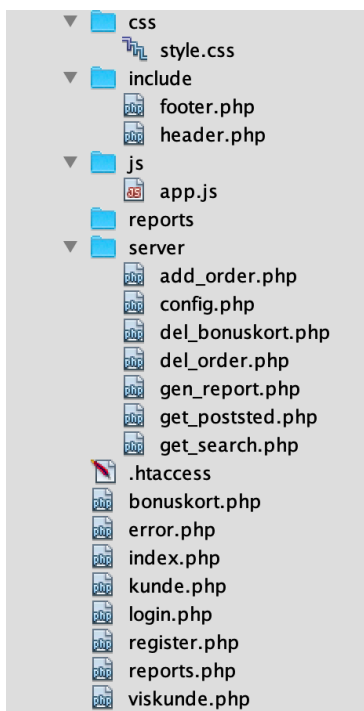 css
style.css
include
footer.php
header.php
js
app.js
reports
server
add_order.php
config.php
del_bonuskort.php
del_order.php
gen_report.php
get_poststed.php
get_search.php
.htaccess
bonuskort.php
error.php
index.php
kunde.php
login.php
register.php
reports.php
viskunde.php